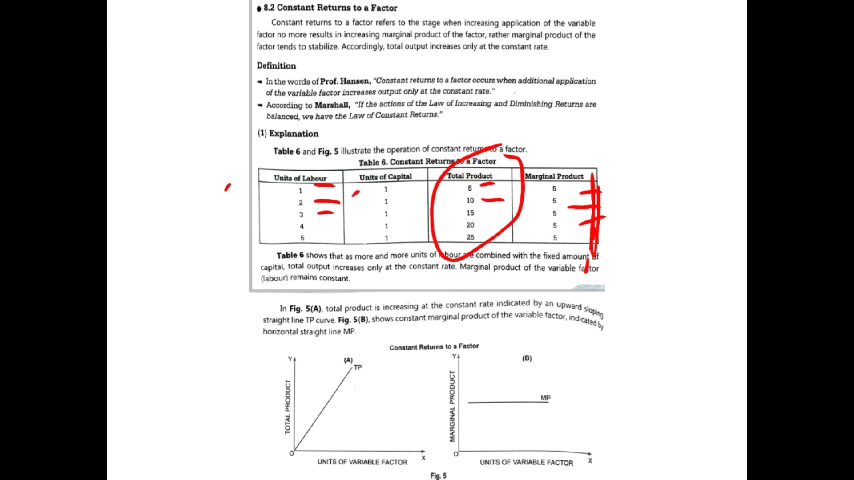 8.2 Constant Returns to a Factor
Constant returns to a factor refers to the stage when increasing application of the variable
factor no more results in increasing marginal product of the factor, rather marginal product of the
factor tends to stabilize. Accordingly, total output increases only at the constant rate.
Definition
In the words of Prof. Hansen, "Constant returns to a factor occurs when additional application
of the variable factor increases output only at the constant rate."
According to Marshall, "If the actions of the Law of Increasing and Diminishing Returns are
balanced, we have the Law of Constant Returns."
(1) Explanation
Table 6 and Fig. 5 illustrate the operation of constant returns to a factor.
Table 6. Constant Returns to a Factor
Units of Labour Units of Capital Total Product Marginal Product
1 1 5 5
2 1 10 5
3 1 15 5
4 1 20 5
5 1 25 5
Table 6 shows that as more and more units of labour are combined with the fixed amount of
capital, total output increases only at the constant rate. Marginal product of the variable factor
(labour) remains constant.
In Fig. 5(A), total product is increasing at the constant rate indicated by an upward sloping
straight line TP curve. Fig. 5(B), shows constant marginal product of the variable factor, indicated by
horizontal straight line MP.
Constant Returns to a Factor
Y (A) TP
TOTAL PRODUCT
O X
UNITS OF VARIABLE FACTOR
Y (B)
MP
MARGINAL PRODUCT
O X
UNITS OF VARIABLE FACTOR
Fig. 5